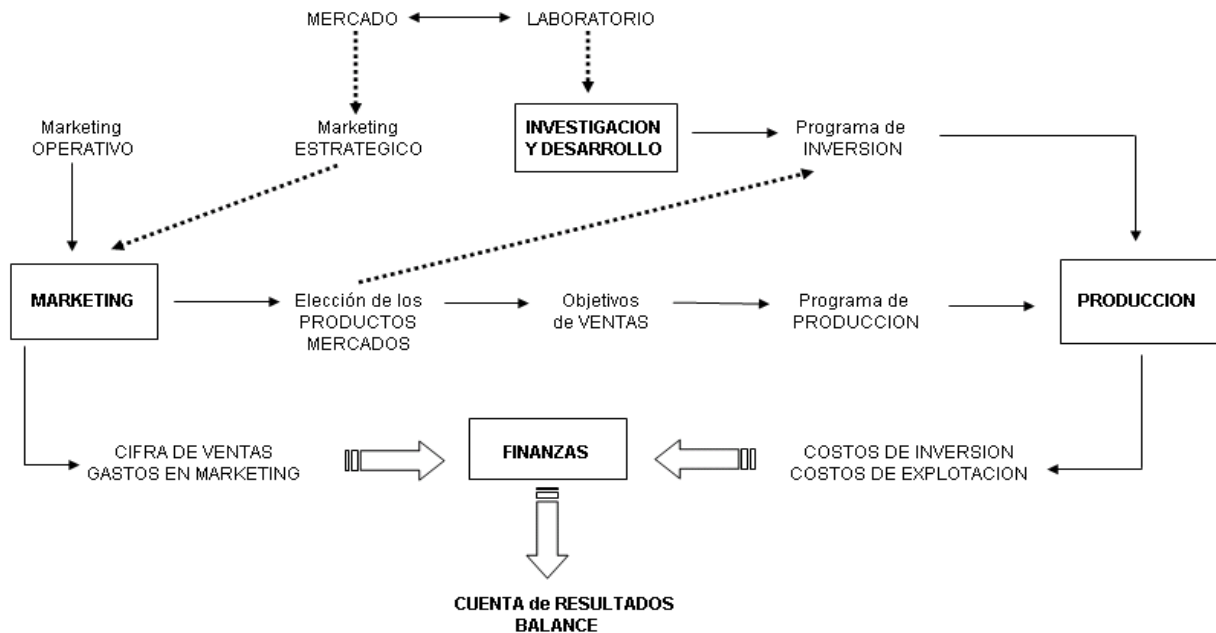 MERCADO
LABORATORIO
Marketing
OPERATIVO
Marketing
ESTRATEGICO
INVESTIGACION
Y DESARROLLO
Programa de
INVERSION
MARKETING
Elección de los
PRODUCTOS
MERCADOS
Objetivos
de VENTAS
Programa de
PRODUCCION
PRODUCCION
CIFRA DE VENTAS
GASTOS EN MARKETING
FINANZAS
COSTOS DE INVERSION
COSTOS DE EXPLOTACION
CUENTA de RESULTADOS
BALANCE